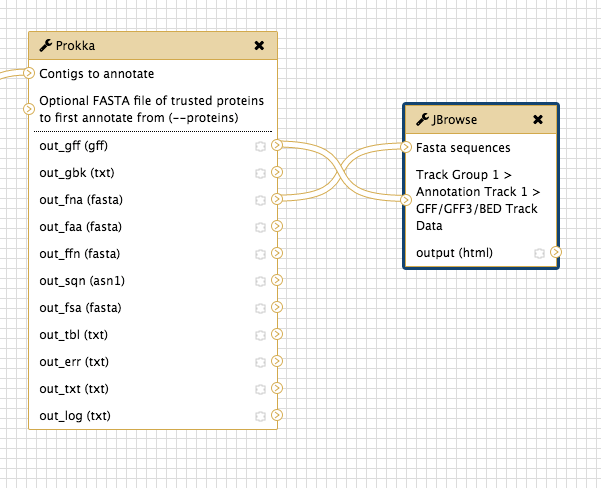 Prokka
Contigs to annotate
Optional FASTA file of trusted proteins
to first annotate from (--proteins)
out_gff (gff)
out_gbk (txt)
out_fna (fasta)
out_faa (fasta)
out_ffn (fasta)
out_sqn (asn1)
out_fsa (fasta)
out_tbl (txt)
out_err (txt)
out_txt (txt)
out_log (txt)
JBrowse
Fasta sequences
Track Group 1 >
Annotation Track 1 >
GFF/GFF3/BED Track
Data
output (html)